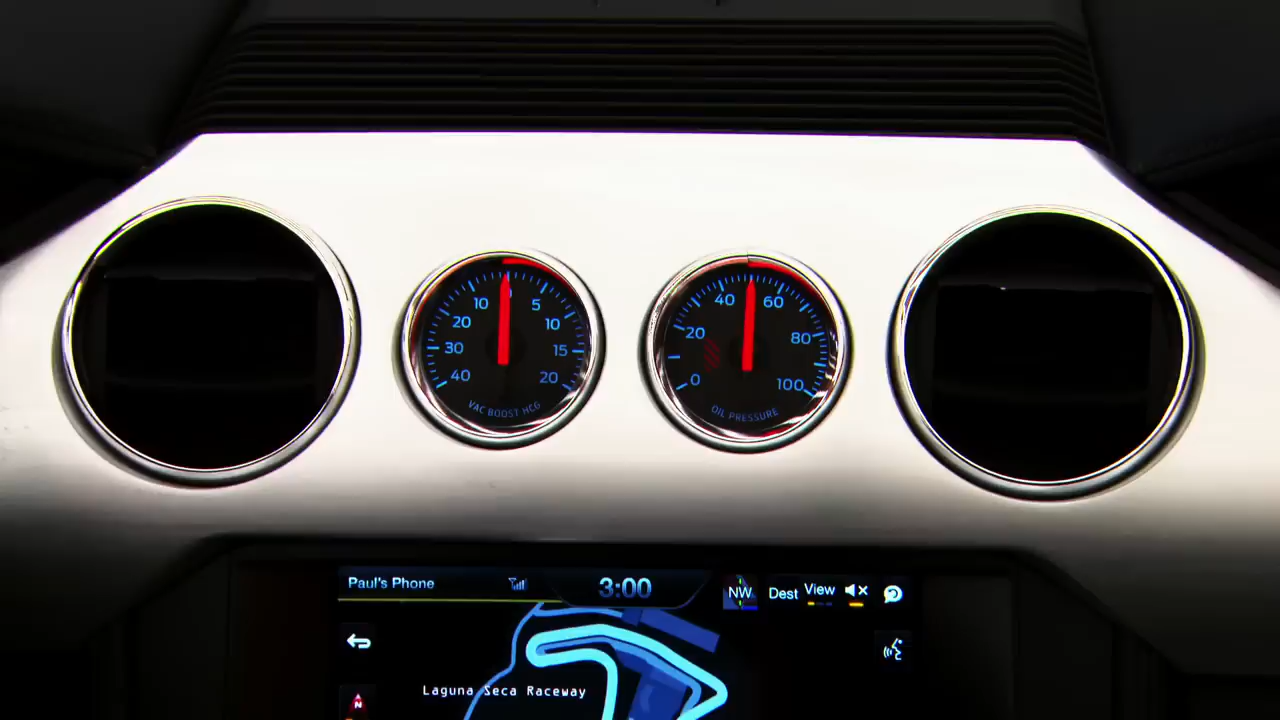 10 0 5
20 10
30 15
40 20
VAC BOOST HCG
40 60
20 80
0 100
OIL PRESSURE
Paul's Phone 3:00 NW Dest View
Laguna Seca Raceway
N